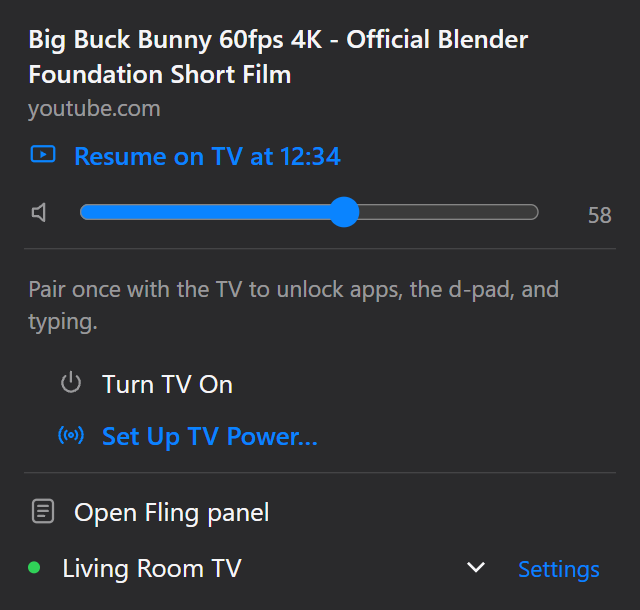 Big Buck Bunny 60fps 4K - Official Blender
Foundation Short Film
youtube.com
Resume on TV at 12:34
58
Pair once with the TV to unlock apps, the d-pad, and
typing.
Turn TV On
Set Up TV Power...
Open Fling panel
Living Room TV
Settings